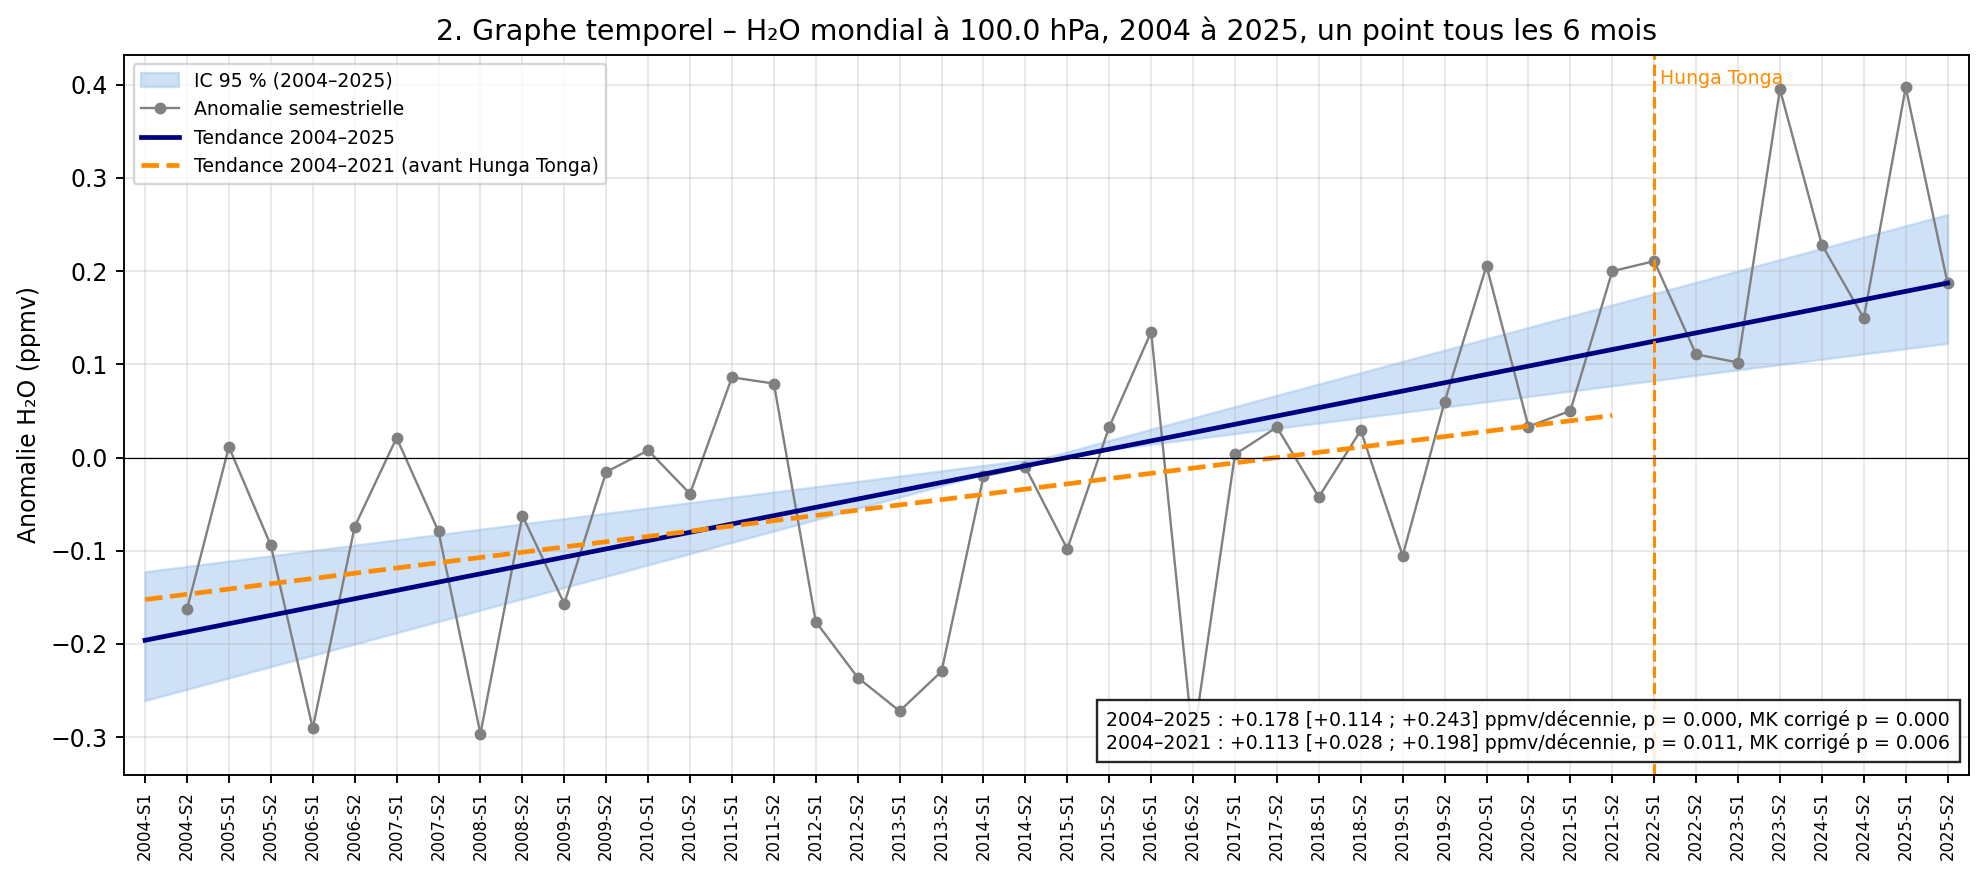 2. Graphe temporel – H₂O mondial à 100.0 hPa, 2004 à 2025, un point tous les 6 mois
IC 95 % (2004–2025)
Anomalie semestrielle
Tendance 2004–2025
Tendance 2004–2021 (avant Hunga Tonga)
Hunga Tonga
Anomalie H₂O (ppmv)
0.4
0.3
0.2
0.1
0.0
−0.1
−0.2
−0.3
2004–2025 : +0.178 [+0.114 ; +0.243] ppmv/décennie, p = 0.000, MK corrigé p = 0.000
2004–2021 : +0.113 [+0.028 ; +0.198] ppmv/décennie, p = 0.011, MK corrigé p = 0.006
2004-S1
2004-S2
2005-S1
2005-S2
2006-S1
2006-S2
2007-S1
2007-S2
2008-S1
2008-S2
2009-S1
2009-S2
2010-S1
2010-S2
2011-S1
2011-S2
2012-S1
2012-S2
2013-S1
2013-S2
2014-S1
2014-S2
2015-S1
2015-S2
2016-S1
2016-S2
2017-S1
2017-S2
2018-S1
2018-S2
2019-S1
2019-S2
2020-S1
2020-S2
2021-S1
2021-S2
2022-S1
2022-S2
2023-S1
2023-S2
2024-S1
2024-S2
2025-S1
2025-S2